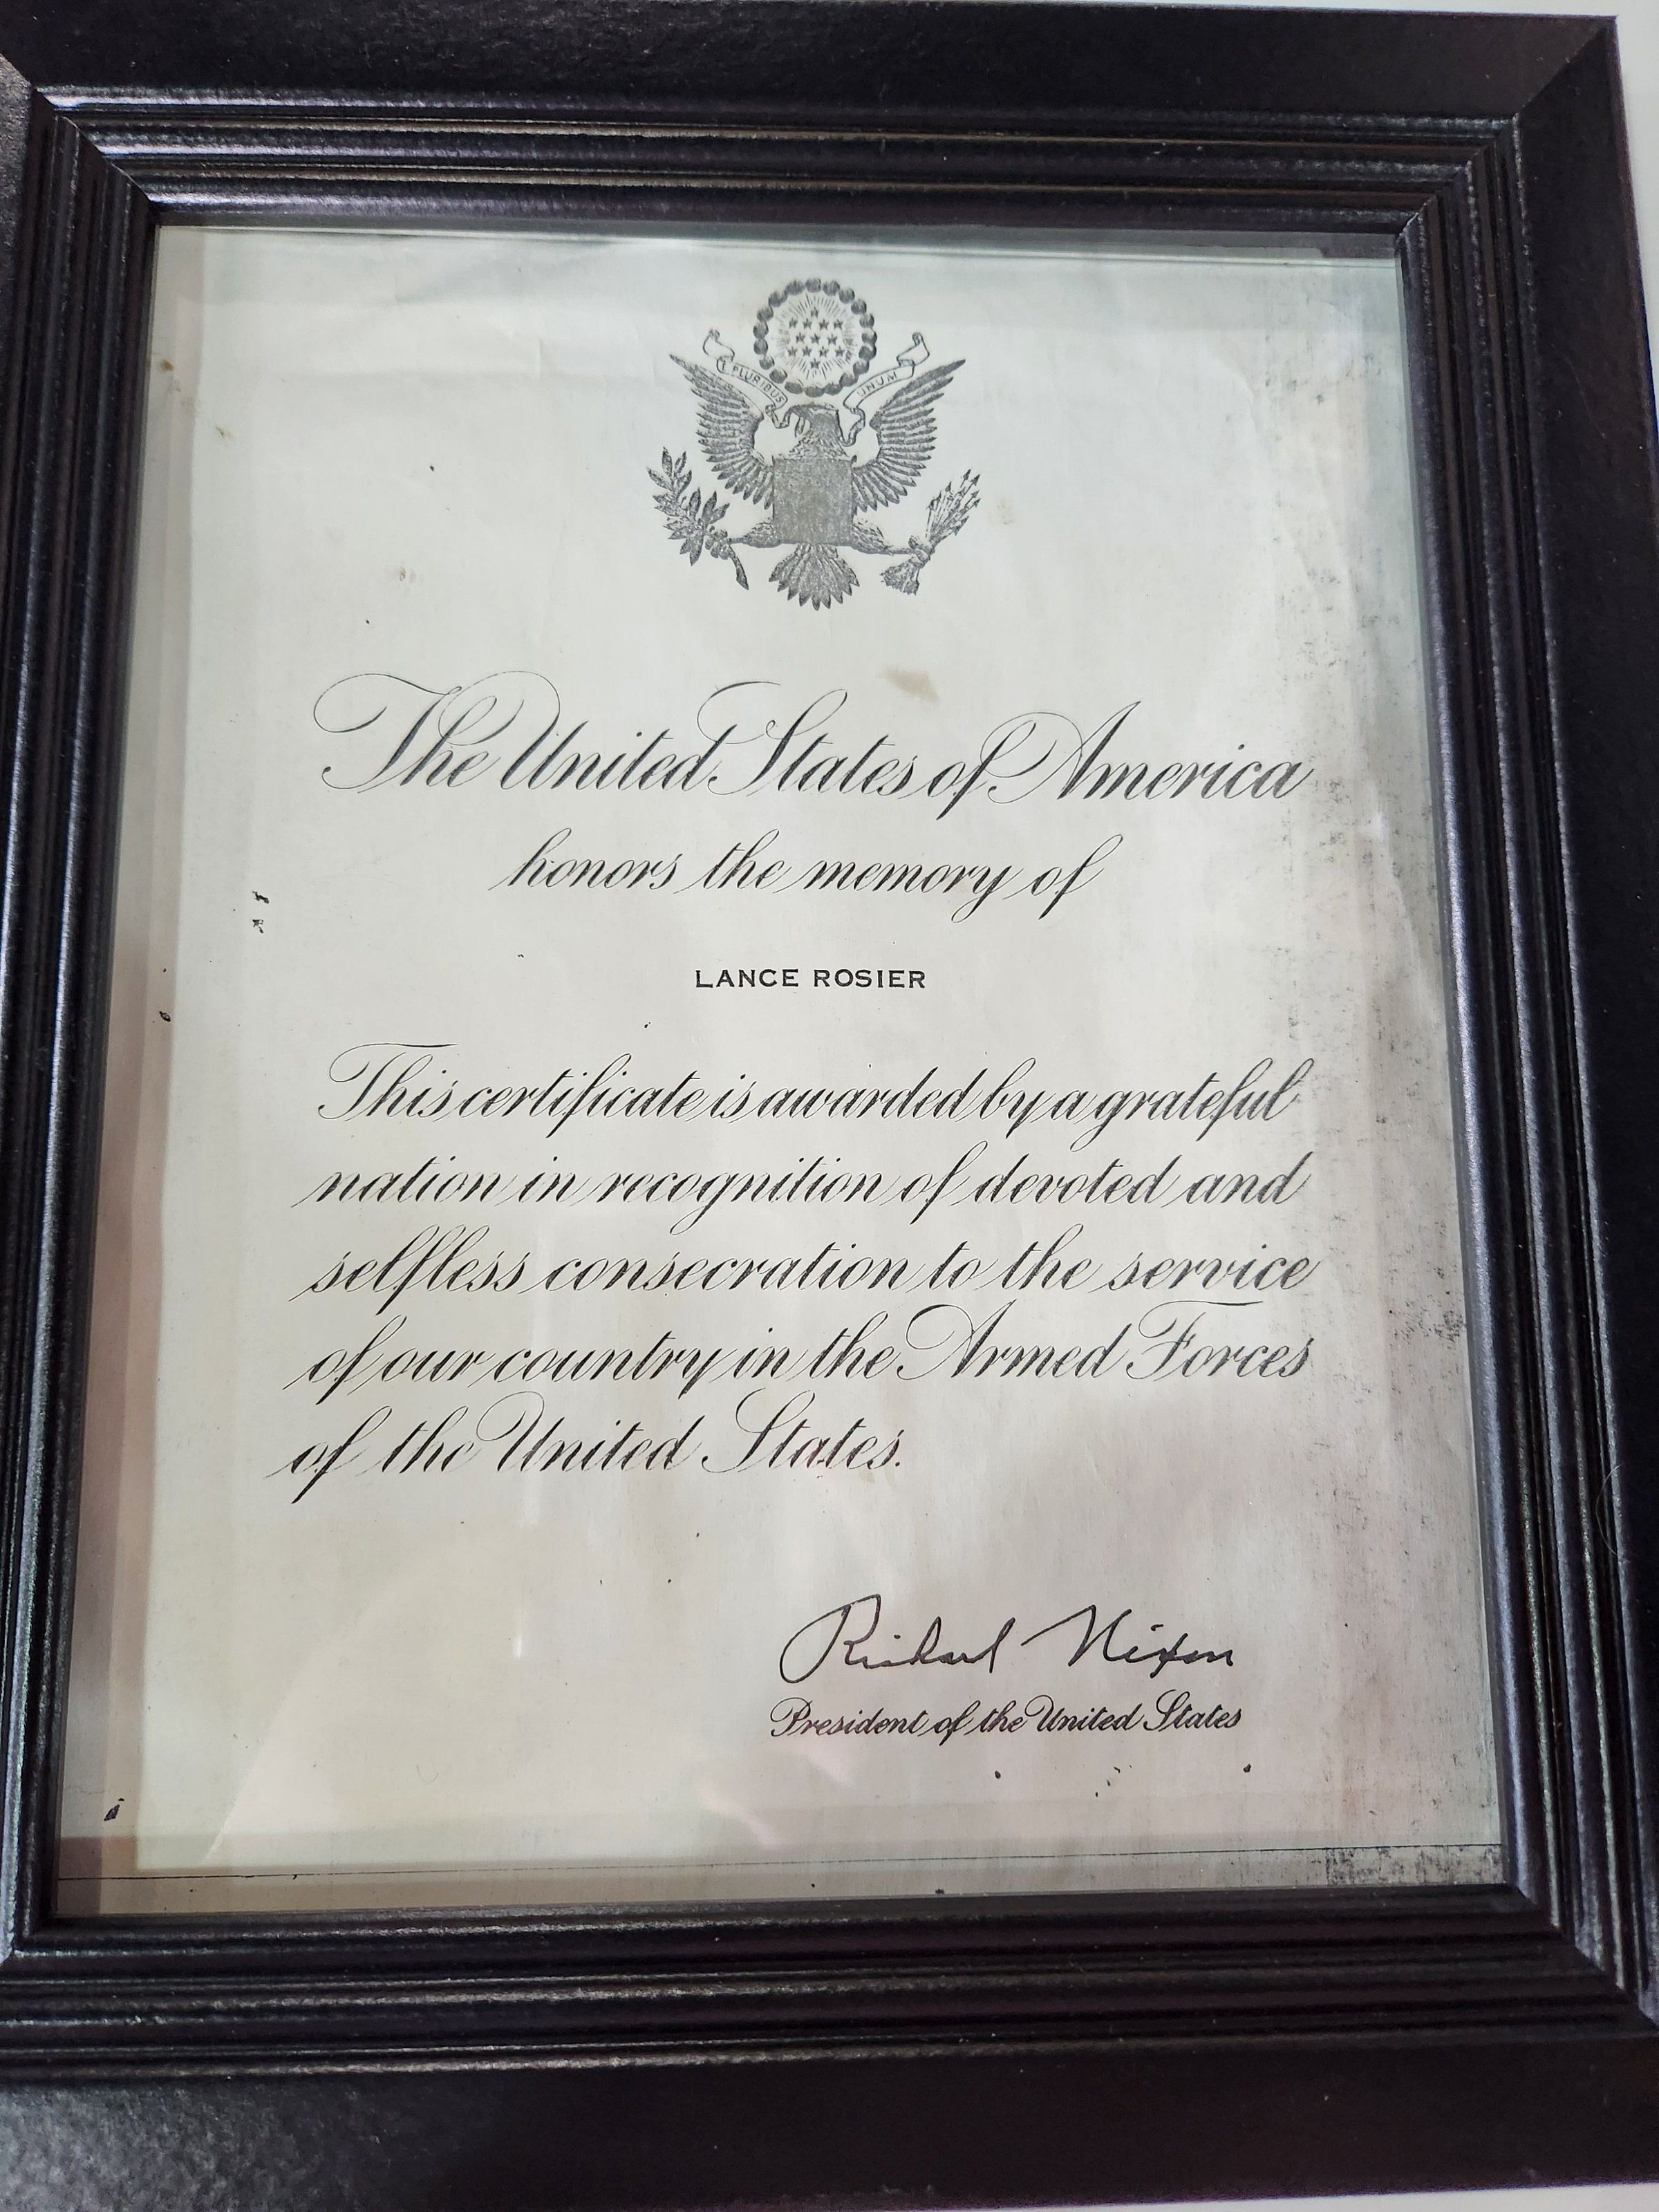 E PLURIBUS UNUM
The United States of America
honors the memory of
LANCE ROSIER
This certificate is awarded by a grateful
nation in recognition of devoted and
selfless consecration to the service
of our country in the Armed Forces
of the United States.
Richard Nixon
President of the United States